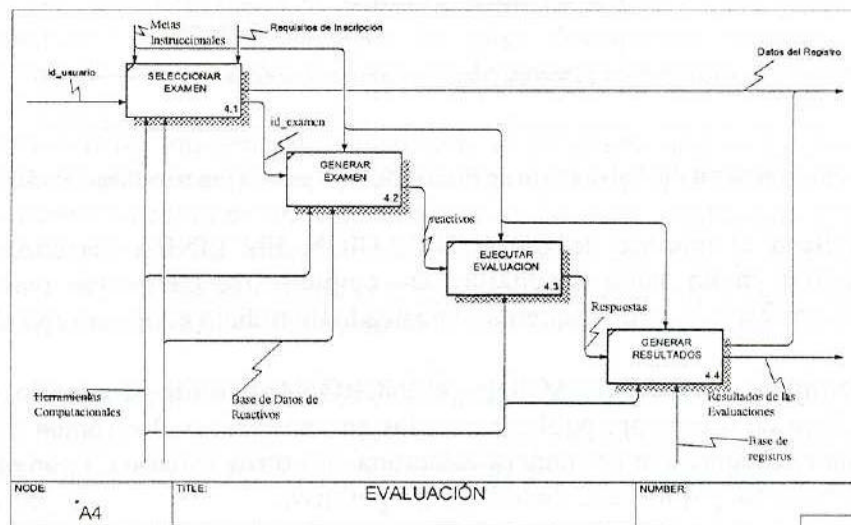 Metas
Instruccionales
Requisitos de Inscripción
Datos del Registro
id_usuario
SELECCIONAR
EXAMEN
4.1
id_examen
GENERAR
EXAMEN
4.2
reactivos
EJECUTAR
EVALUACION
4.3
Respuestas
GENERAR
RESULTADOS
4.4
Herramientas
Computacionales
Base de Datos de
Reactivos
Resultados de las
Evaluaciones
Base de
registros
NODE:
A4
TITLE:
EVALUACIÓN
NUMBER: